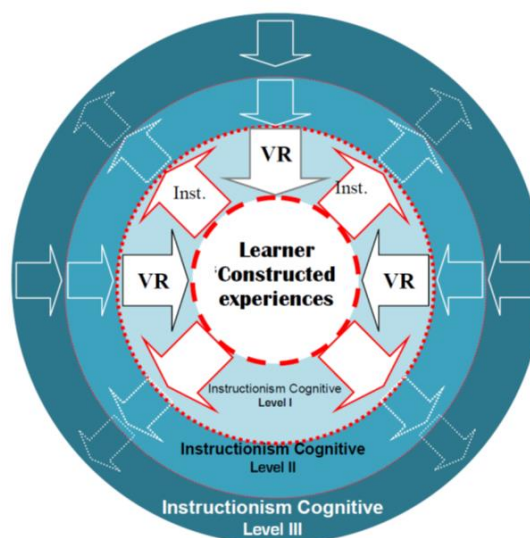 VR
Inst.
Inst.
Learner
'Constructed
experiences
VR
VR
Instructionism Cognitive
Level I
Instructionism Cognitive
Level II
Instructionism Cognitive
Level III